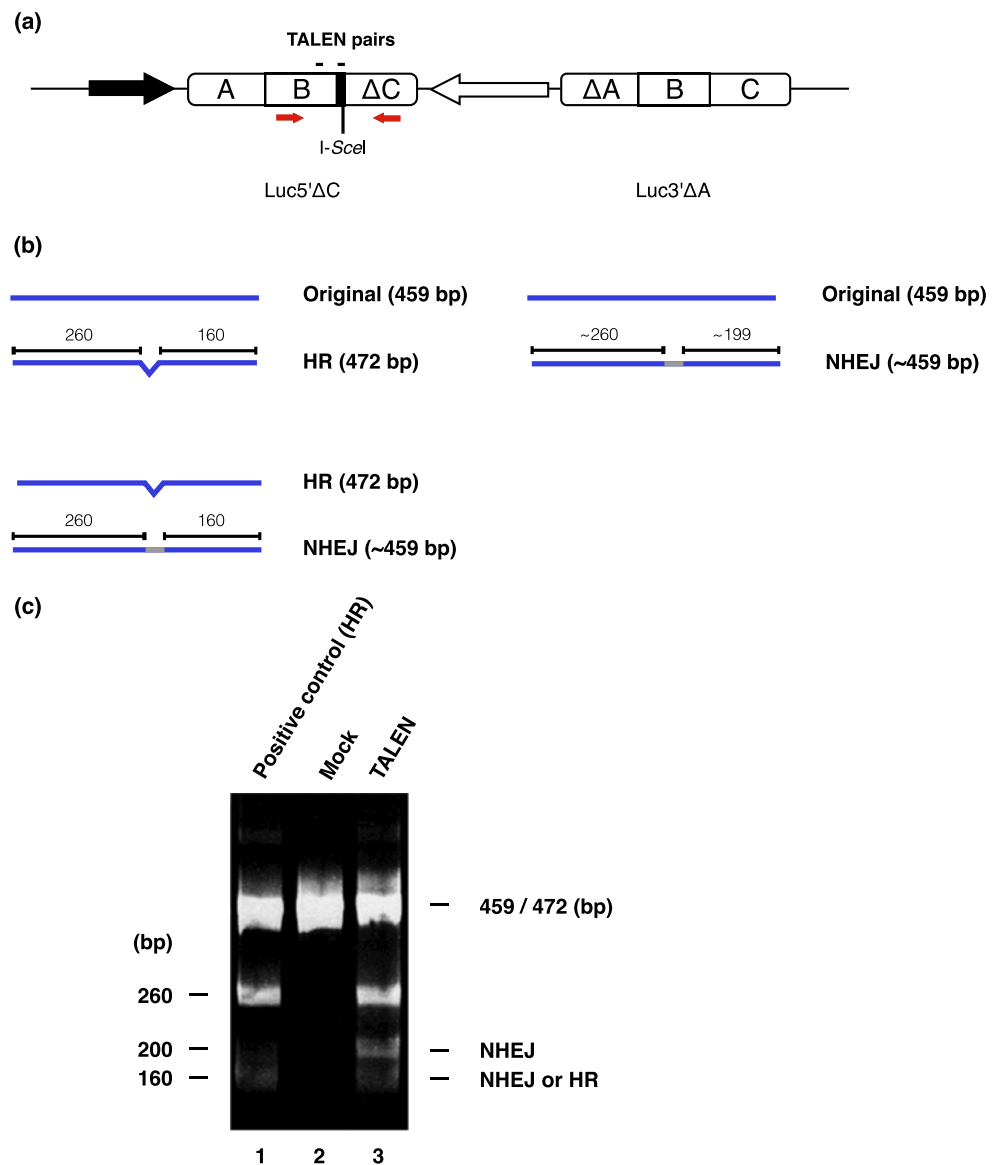 (a)
TALEN pairs
A B ΔC ΔA B C
I-SceI
Luc5'ΔC Luc3'ΔA
(b)
Original (459 bp) Original (459 bp)
260 160 ~260 ~199
HR (472 bp) NHEJ (~459 bp)
HR (472 bp)
260 160
NHEJ (~459 bp)
(c)
Positive control (HR)
Mock
TALEN
459 / 472 (bp)
(bp)
260
200 NHEJ
160 NHEJ or HR
1 2 3